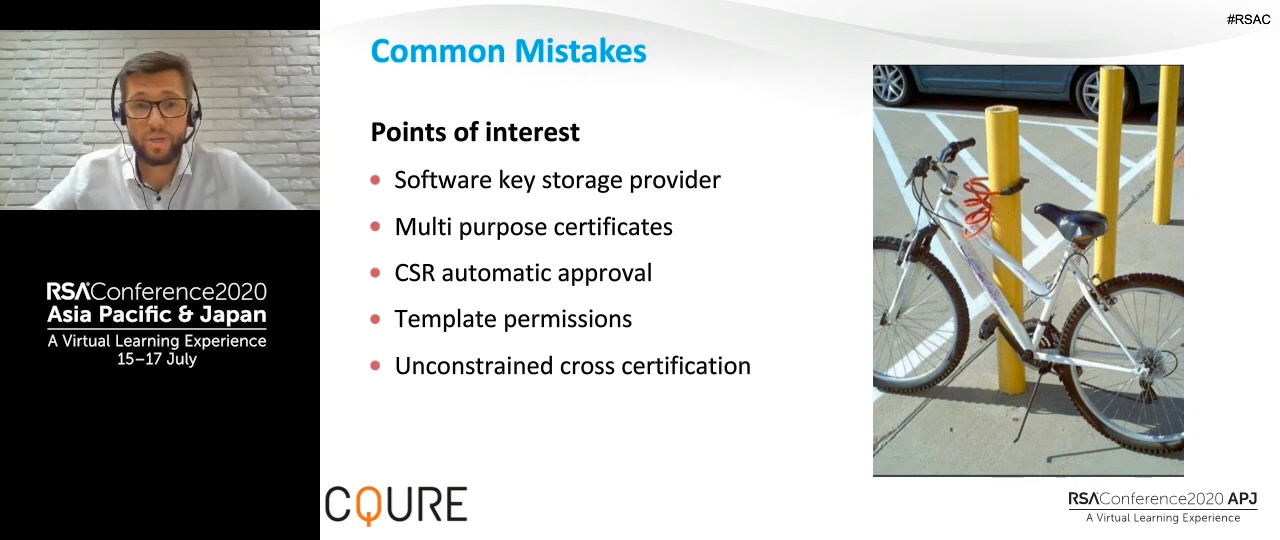 #RSAC
Common Mistakes
Points of interest
Software key storage provider
Multi purpose certificates
CSR automatic approval
Template permissions
Unconstrained cross certification
RSAConference2020
Asia Pacific & Japan
A Virtual Learning Experience
15–17 July
CQURE
RSAConference2020 APJ
A Virtual Learning Experience